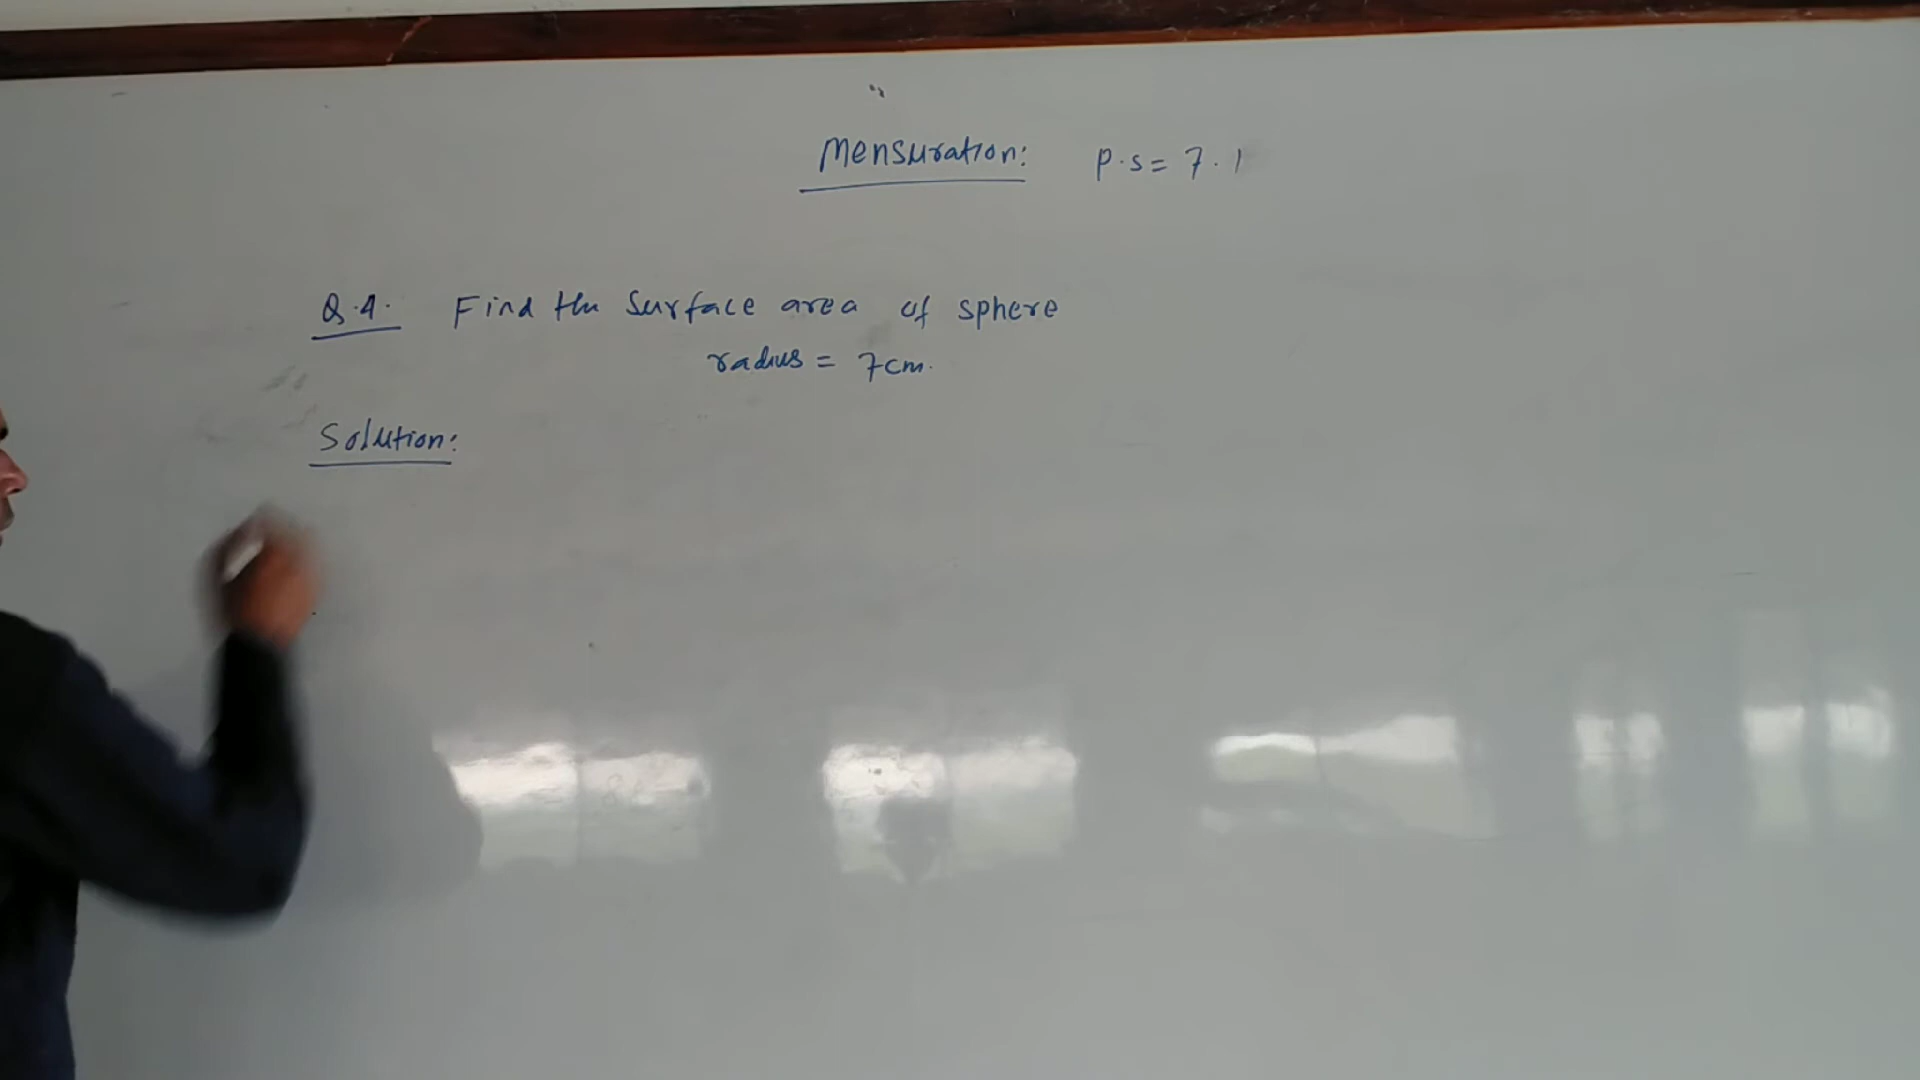 Mensuration: P.S = 7.1
Q.4. Find the Surface area of sphere
radius = 7cm.
Solution: